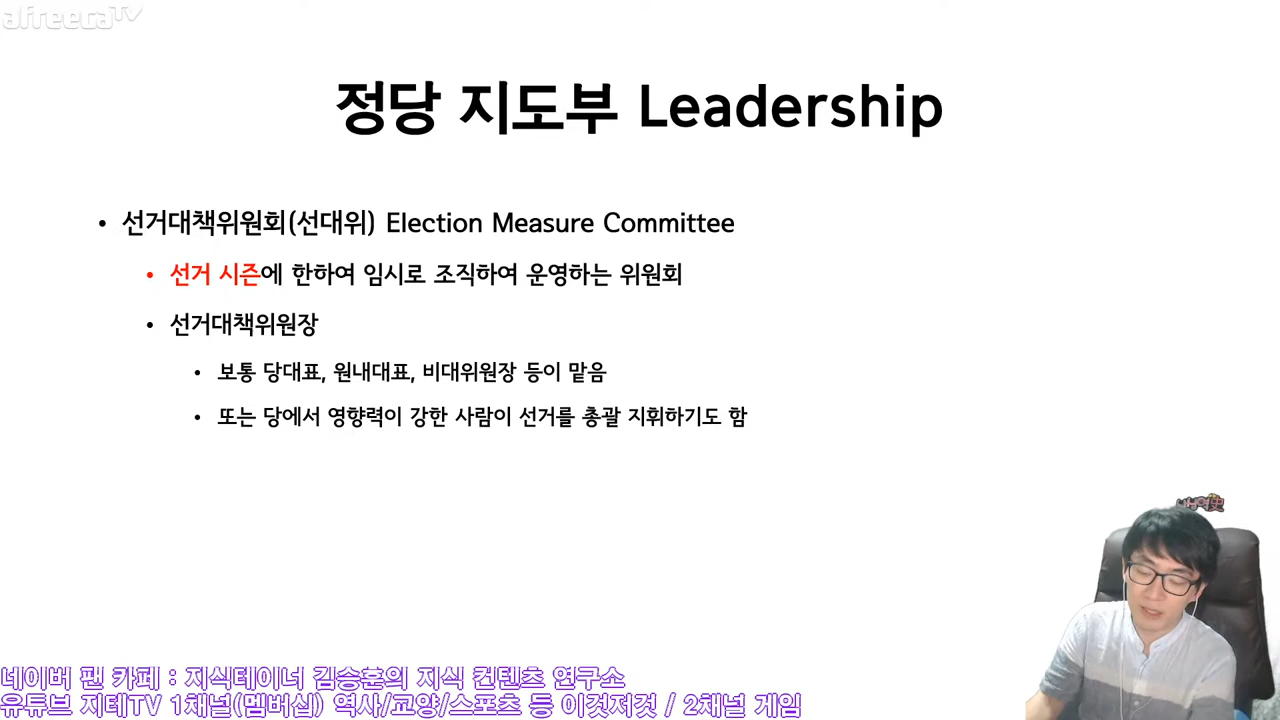 afreecaTV
정당 지도부 Leadership
• 선거대책위원회(선대위) Election Measure Committee
• 선거 시즌에 한하여 임시로 조직하여 운영하는 위원회
• 선거대책위원장
• 보통 당대표, 원내대표, 비대위원장 등이 맡음
• 또는 당에서 영향력이 강한 사람이 선거를 총괄 지휘하기도 함
네이버 팬 카페 : 지식테이너 김승훈의 지식 컨텐츠 연구소
유튜브 지테TV 1채널(멤버십) 역사/교양/스포츠 등 이것저것 / 2채널 게임